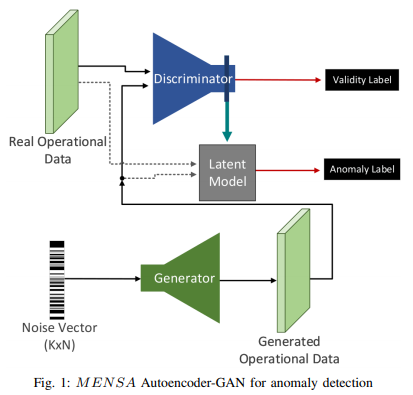 Discriminator
Validity Label
Real Operational
Data
Latent
Model
Anomaly Label
Generator
Noise Vector
(KxN)
Generated
Operational Data
Fig. 1: MENSA Autoencoder-GAN for anomaly detection